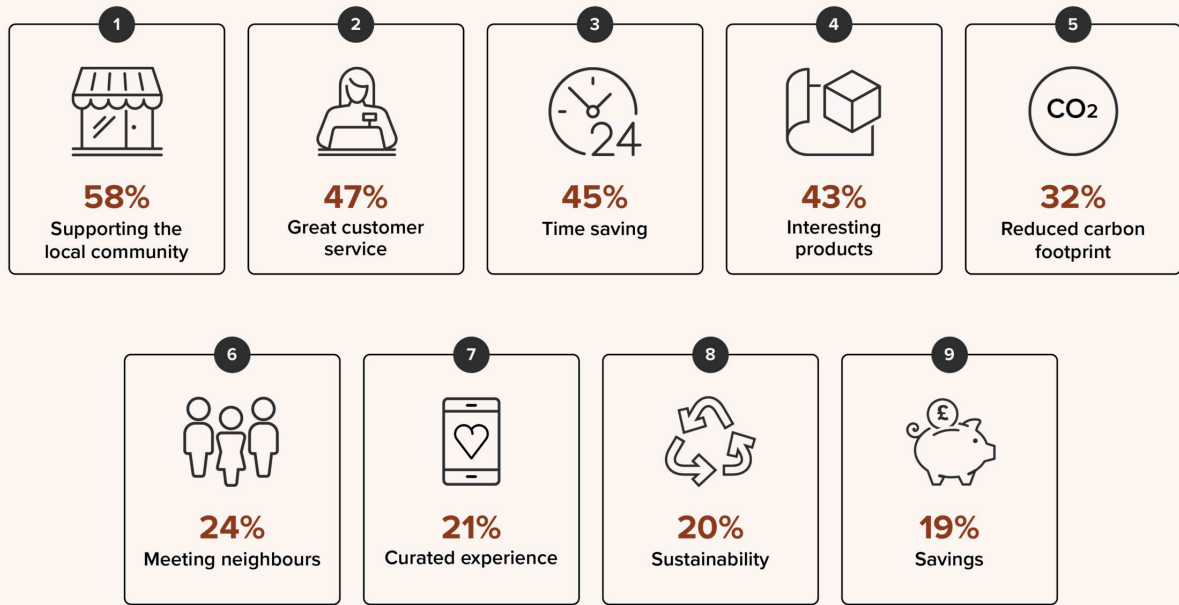 1
2
3
4
5
24
CO2
58%
47%
45%
43%
32%
Supporting the
local community
Great customer
service
Time saving
Interesting
products
Reduced carbon
footprint
6
7
8
9
£
24%
21%
20%
19%
Meeting neighbours
Curated experience
Sustainability
Savings